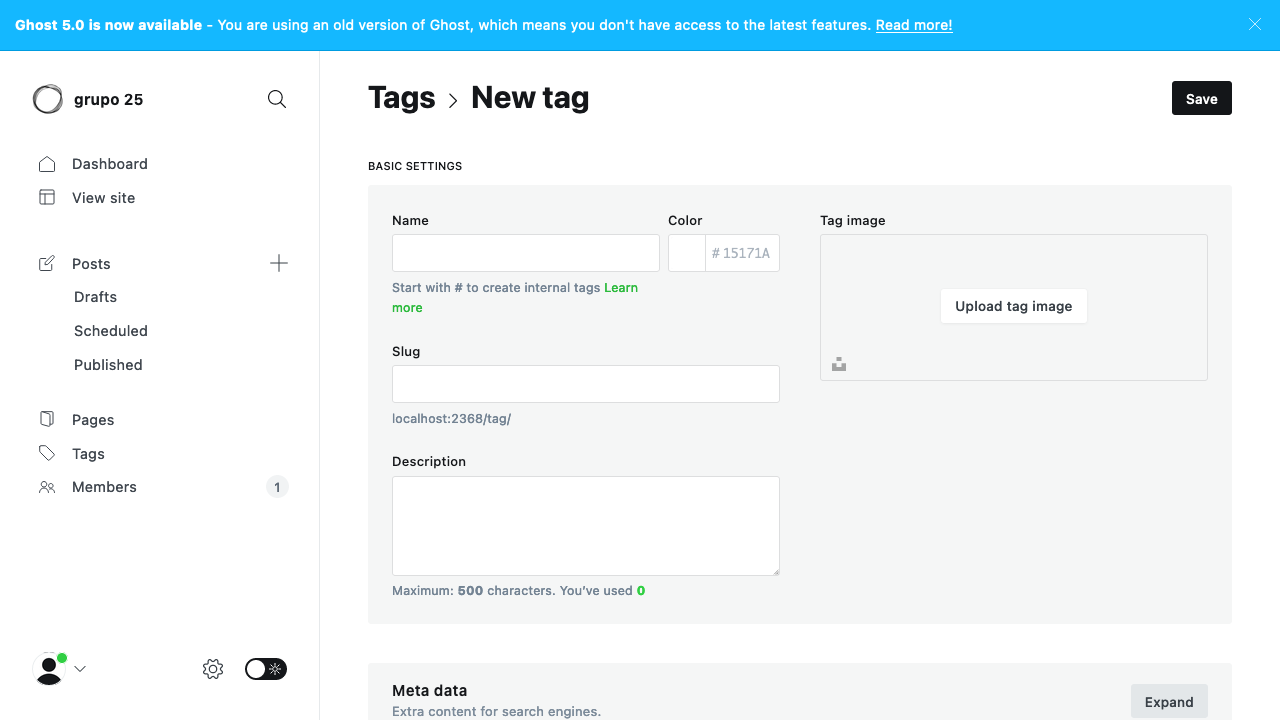 Ghost 5.0 is now available - You are using an old version of Ghost, which means you don't have access to the latest features. Read more!
grupo 25
Dashboard
View site
Posts
Drafts
Scheduled
Published
Pages
Tags
Members
1
Tags > New tag
Save
BASIC SETTINGS
Name
Color
# 15171A
Start with # to create internal tags Learn
more
Slug
localhost:2368/tag/
Description
Maximum: 500 characters. You've used 0
Tag image
Upload tag image
Meta data
Extra content for search engines.
Expand